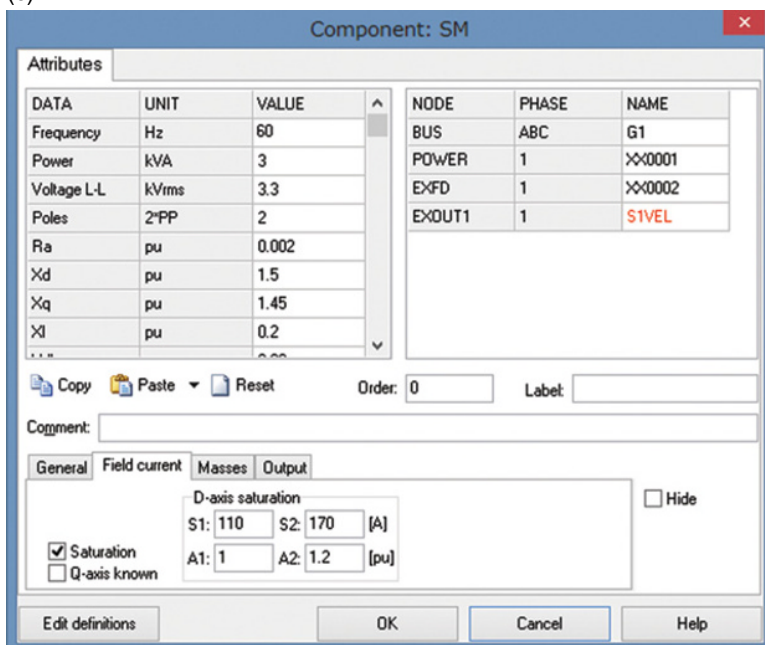 Component: SM
Attributes
DATA UNIT VALUE
Frequency Hz 60
Power kVA 3
Voltage L-L kVrms 3.3
Poles 2*PP 2
Ra pu 0.002
Xd pu 1.5
Xq pu 1.45
Xl pu 0.2
NODE PHASE NAME
BUS ABC G1
POWER 1 XX0001
EXFD 1 XX0002
EXOUT1 1 S1VEL
Copy Paste Reset Order: 0 Label:
Comment:
General Field current Masses Output
D-axis saturation
S1: 110 S2: 170 [A]
A1: 1 A2: 1.2 [pu]
Saturation
Q-axis known
Hide
Edit definitions OK Cancel Help